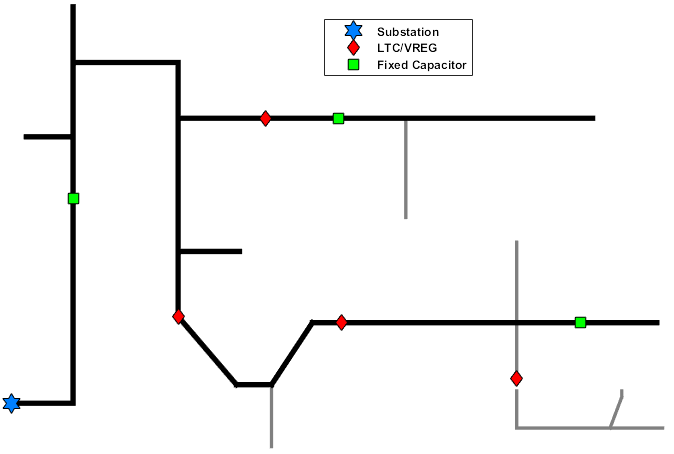 Substation
LTC/VREG
Fixed Capacitor